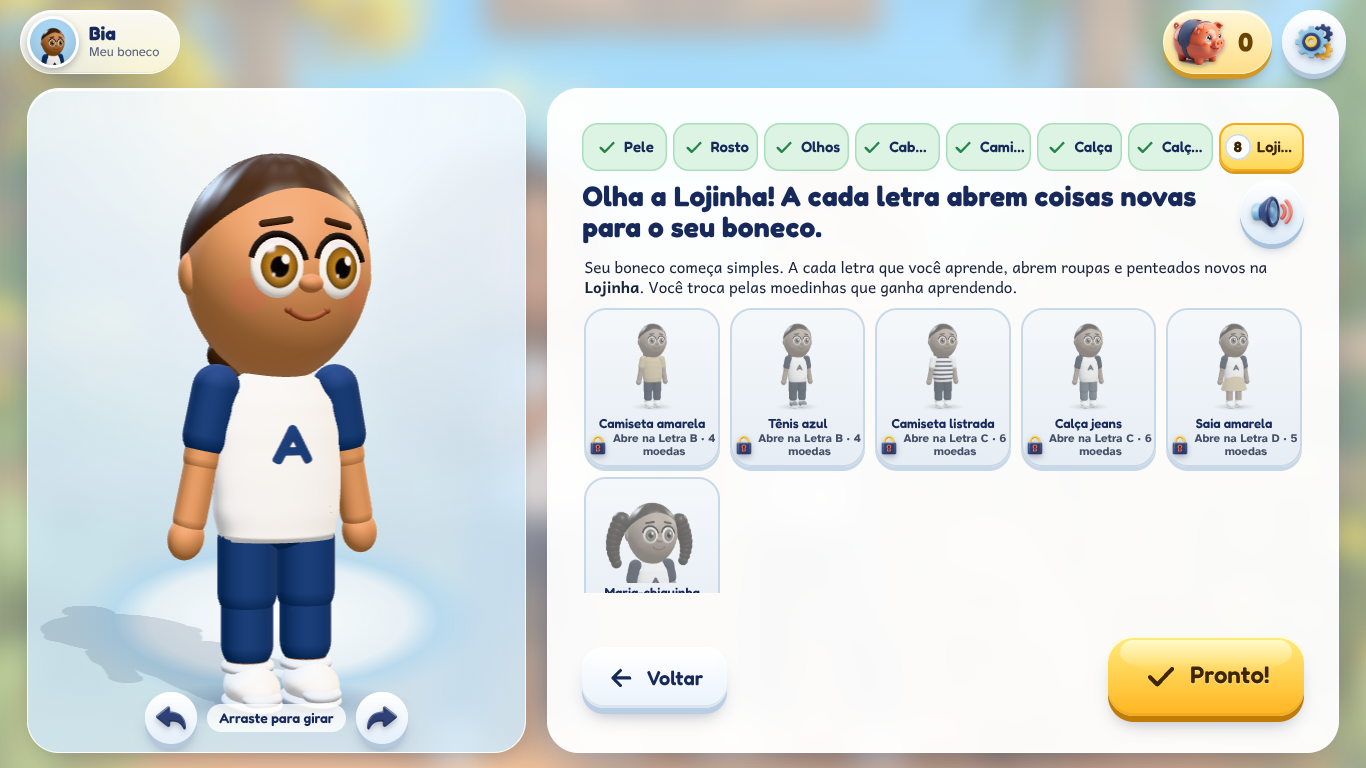 Bia
Meu boneco
0
Pele
Rosto
Olhos
Cab...
Cami...
Calça
Calç...
8 Loji...
Olha a Lojinha! A cada letra abrem coisas novas
para o seu boneco.
Seu boneco começa simples. A cada letra que você aprende, abrem roupas e penteados novos na
Lojinha. Você troca pelas moedinhas que ganha aprendendo.
Camiseta amarela
Abre na Letra B · 4
moedas
Tênis azul
Abre na Letra B · 4
moedas
Camiseta listrada
Abre na Letra C · 6
moedas
Calça jeans
Abre na Letra C · 6
moedas
Saia amarela
Abre na Letra D · 5
moedas
Maria-chiquinha
A
Arraste para girar
Voltar
Pronto!